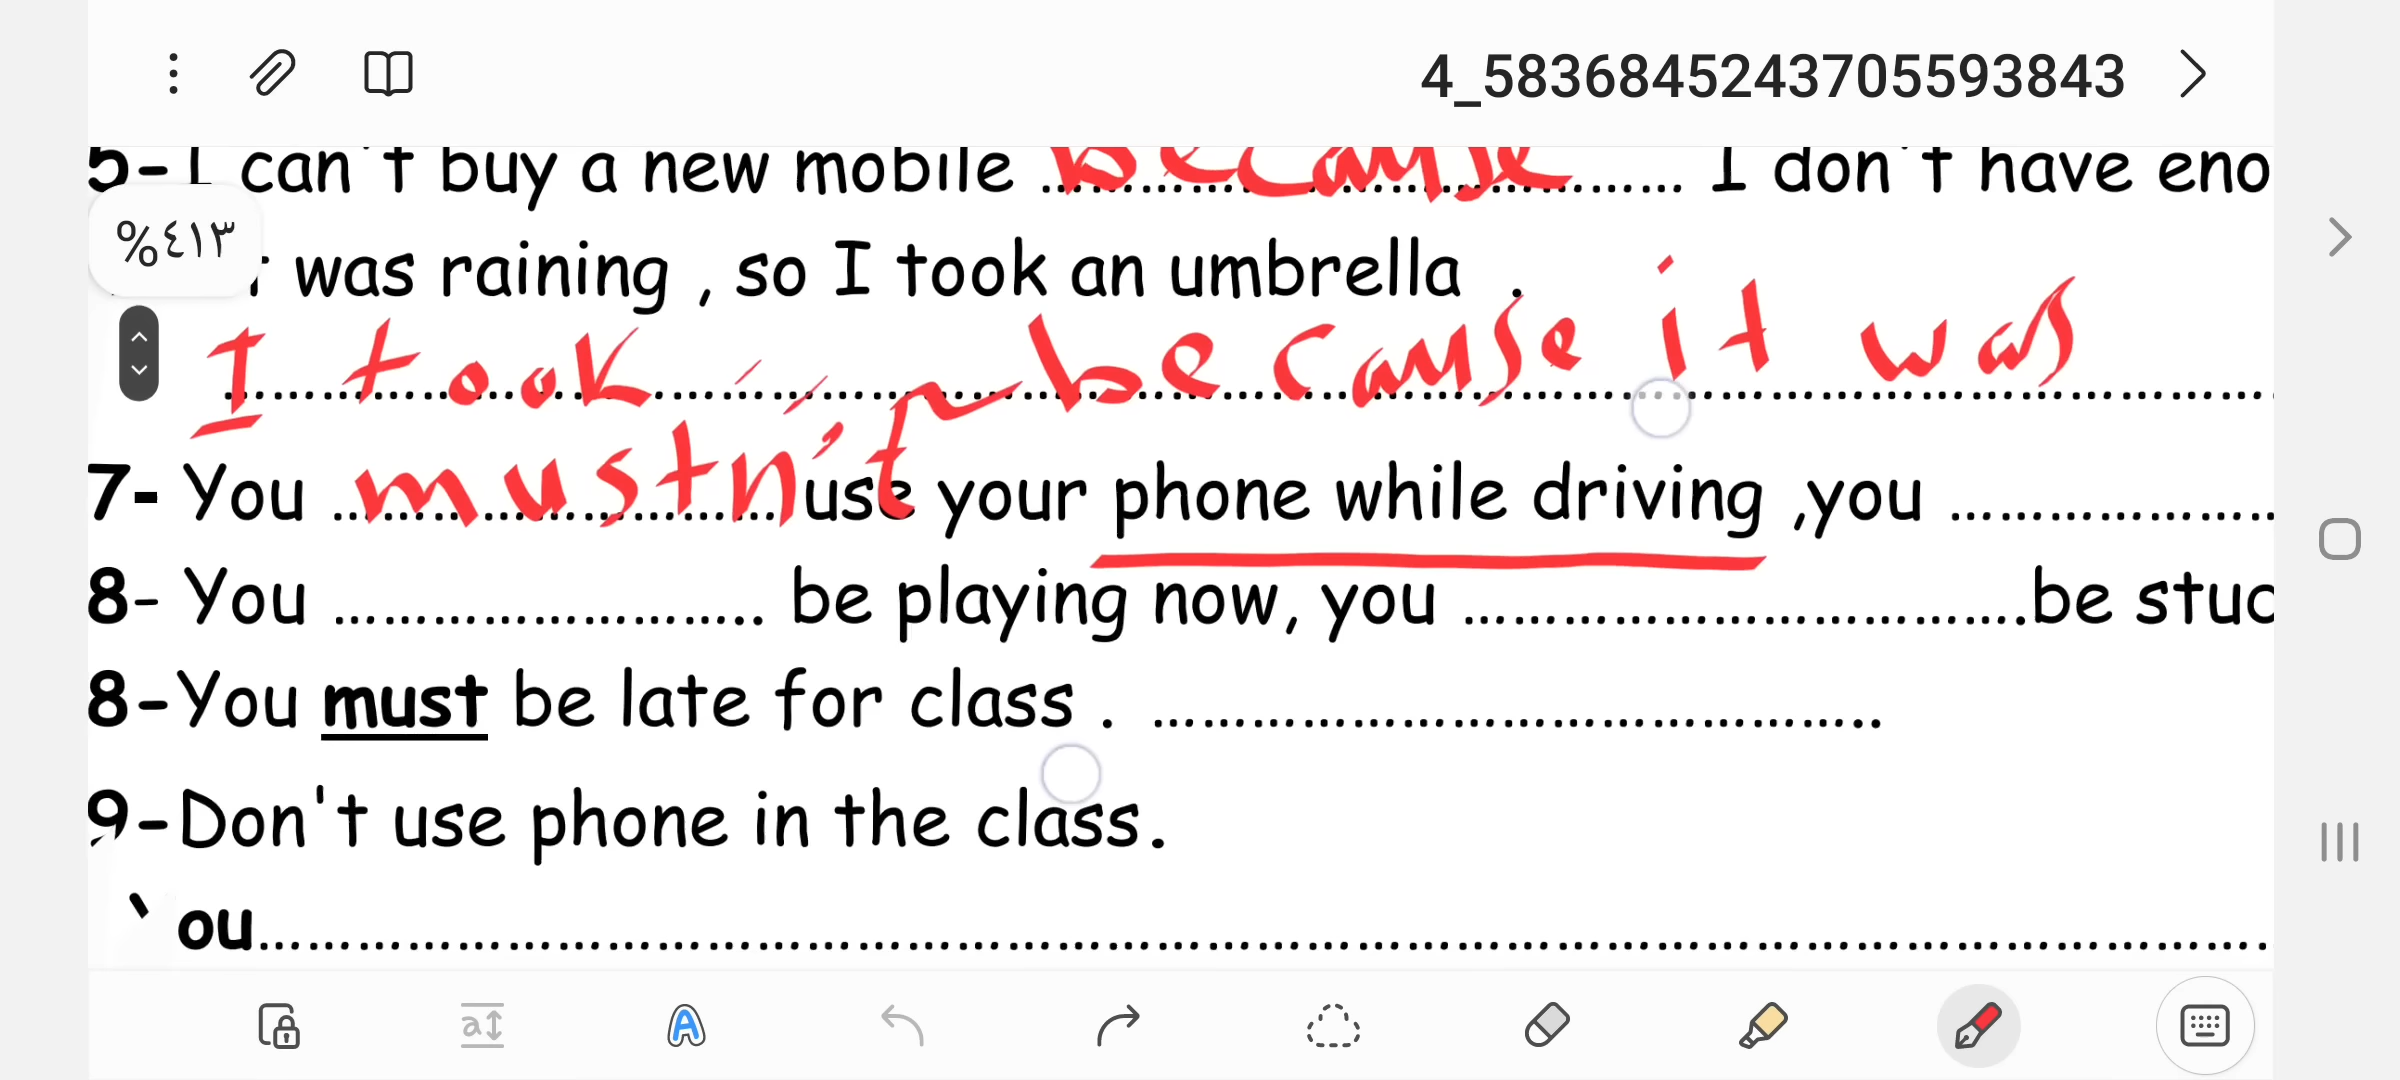 4_5836845243705593843
5-I can't buy a new mobile ....because.... I don't have eno
%٤١٣
was raining , so I took an umbrella .
I took because it was
7- You mustn't use your phone while driving ,you ....................
8- You .......................... be playing now, you .................................be stud
8-You must be late for class . ............................................
9-Don't use phone in the class.
You..............................................................................